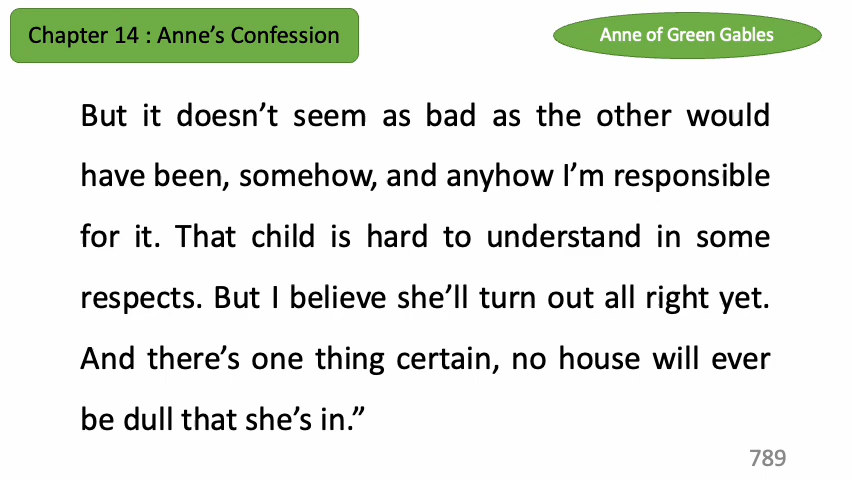 Chapter 14 : Anne’s Confession
Anne of Green Gables
But it doesn’t seem as bad as the other would
have been, somehow, and anyhow I’m responsible
for it. That child is hard to understand in some
respects. But I believe she’ll turn out all right yet.
And there’s one thing certain, no house will ever
be dull that she’s in.”
789